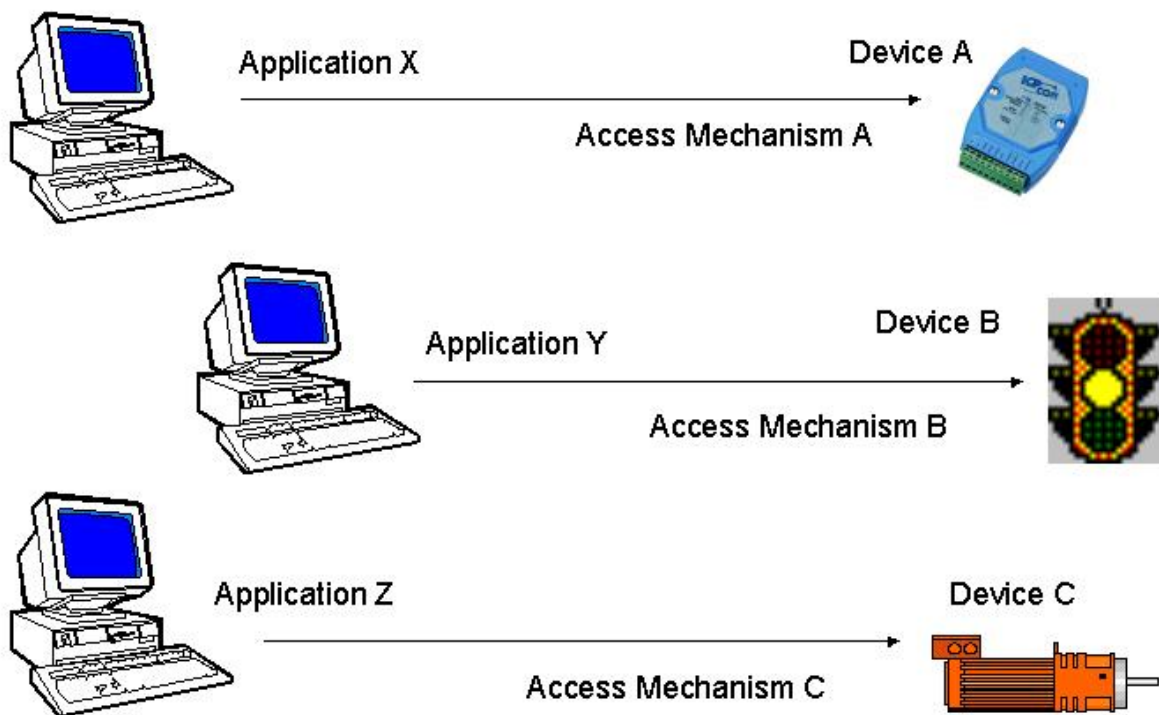 Application X
Device A
Access Mechanism A
Application Y
Device B
Access Mechanism B
Application Z
Device C
Access Mechanism C